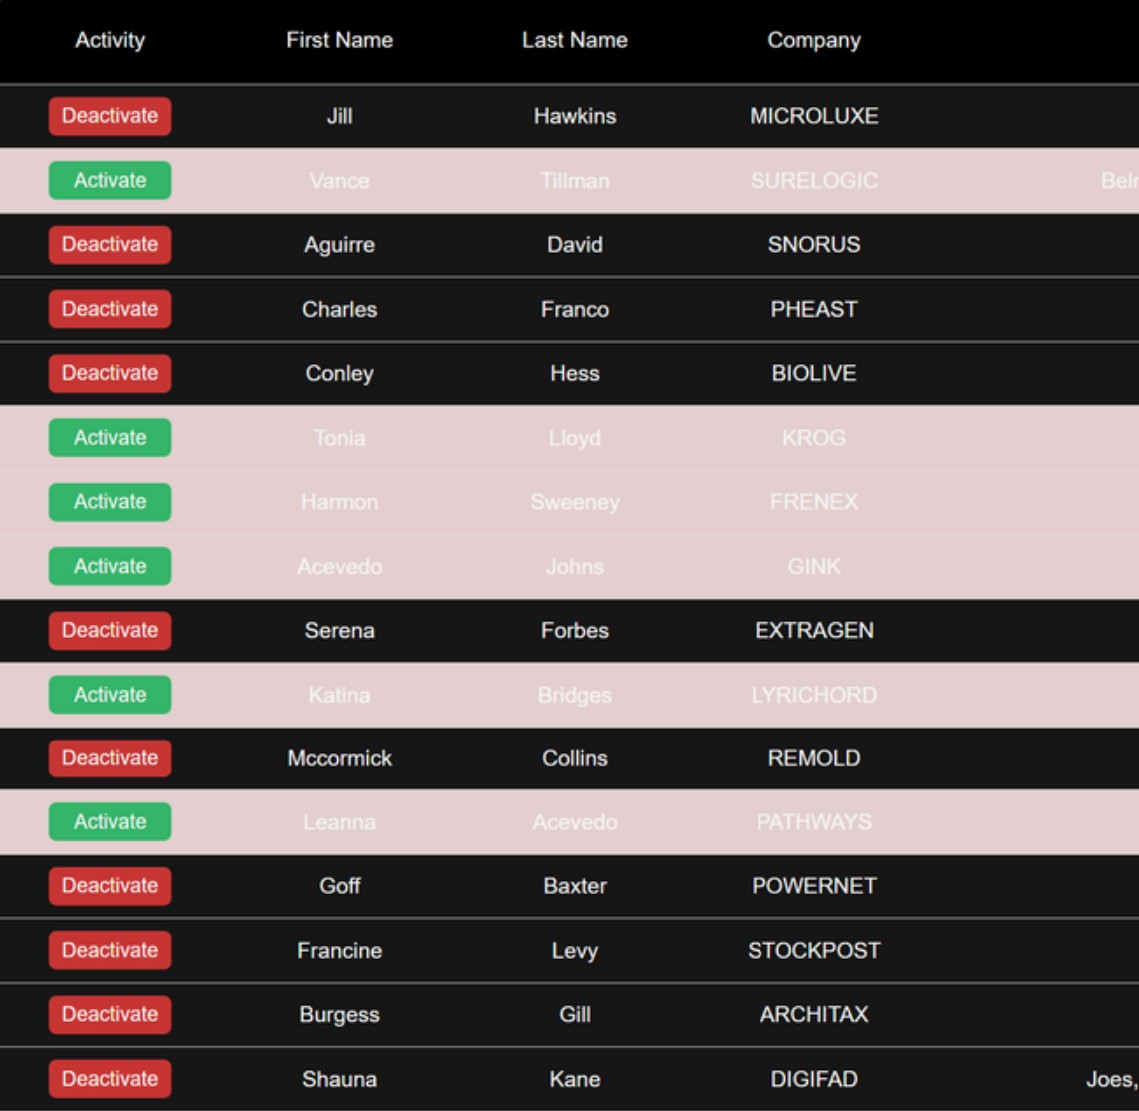 Activity First Name Last Name Company
Deactivate Jill Hawkins MICROLUXE
Activate Vance Tillman SURELOGIC
Deactivate Aguirre David SNORUS
Deactivate Charles Franco PHEAST
Deactivate Conley Hess BIOLIVE
Activate Tonia Lloyd KROG
Activate Harmon Sweeney FRENEX
Activate Acevedo Johns GINK
Deactivate Serena Forbes EXTRAGEN
Activate Katina Bridges LYRICHORD
Deactivate Mccormick Collins REMOLD
Activate Leanna Acevedo PATHWAYS
Deactivate Goff Baxter POWERNET
Deactivate Francine Levy STOCKPOST
Deactivate Burgess Gill ARCHITAX
Deactivate Shauna Kane DIGIFAD Joes,